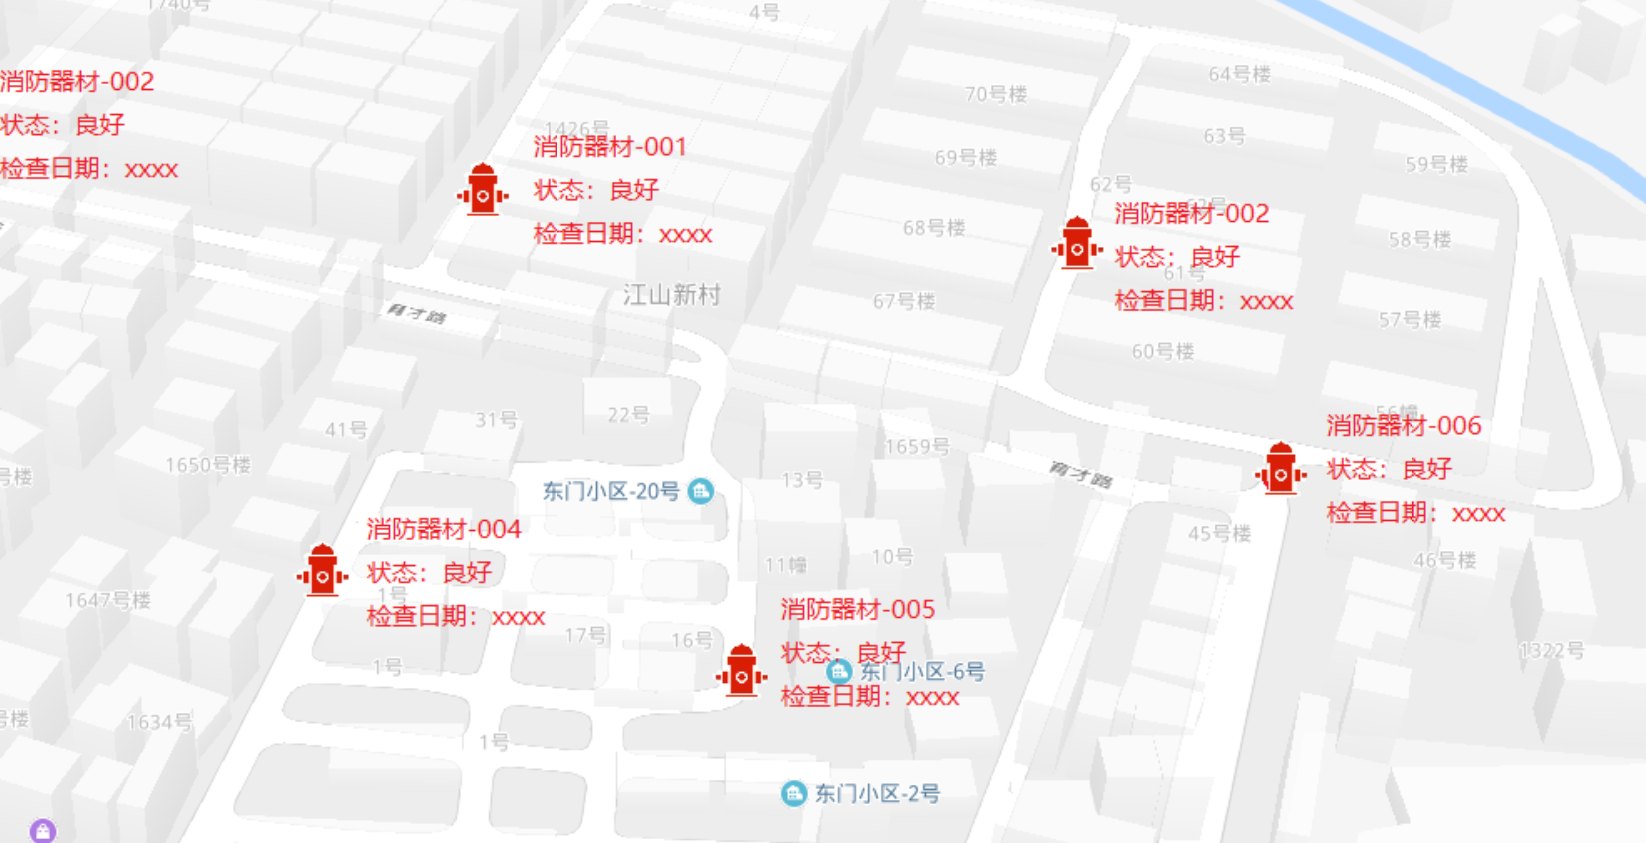 1740号
4号
消防器材-002
状态：良好
检查日期：xxxx
1426号
消防器材-001
状态：良好
检查日期：xxxx
64号楼
70号楼
63号
69号楼
59号楼
62号
消防器材-002
状态：良好
检查日期：xxxx
68号楼
58号楼
61号
江山新村
67号楼
57号楼
育才路
60号楼
22号
31号
41号
56幢
消防器材-006
状态：良好
检查日期：xxxx
1659号
1650号楼
号楼
13号
育才路
东门小区-20号
45号楼
消防器材-004
状态：良好
检查日期：xxxx
1号
11幢
10号
46号楼
1647号楼
消防器材-005
状态：良好
检查日期：xxxx
17号
16号
1号
东门小区-6号
1322号
号楼
1634号
1号
东门小区-2号